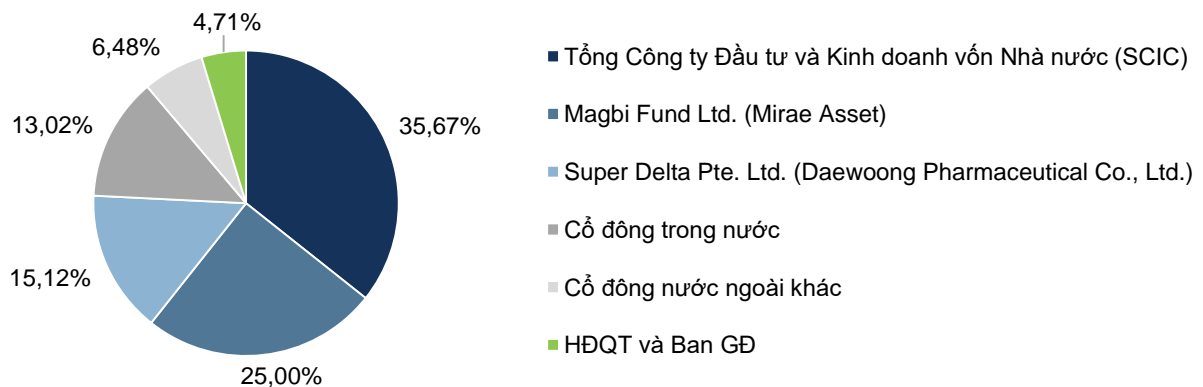 4,71%
6,48%
13,02%
35,67%
15,12%
25,00%
Tổng Công ty Đầu tư và Kinh doanh vốn Nhà nước (SCIC)
Magbi Fund Ltd. (Mirae Asset)
Super Delta Pte. Ltd. (Daewoong Pharmaceutical Co., Ltd.)
Cổ đông trong nước
Cổ đông nước ngoài khác
HĐQT và Ban GĐ